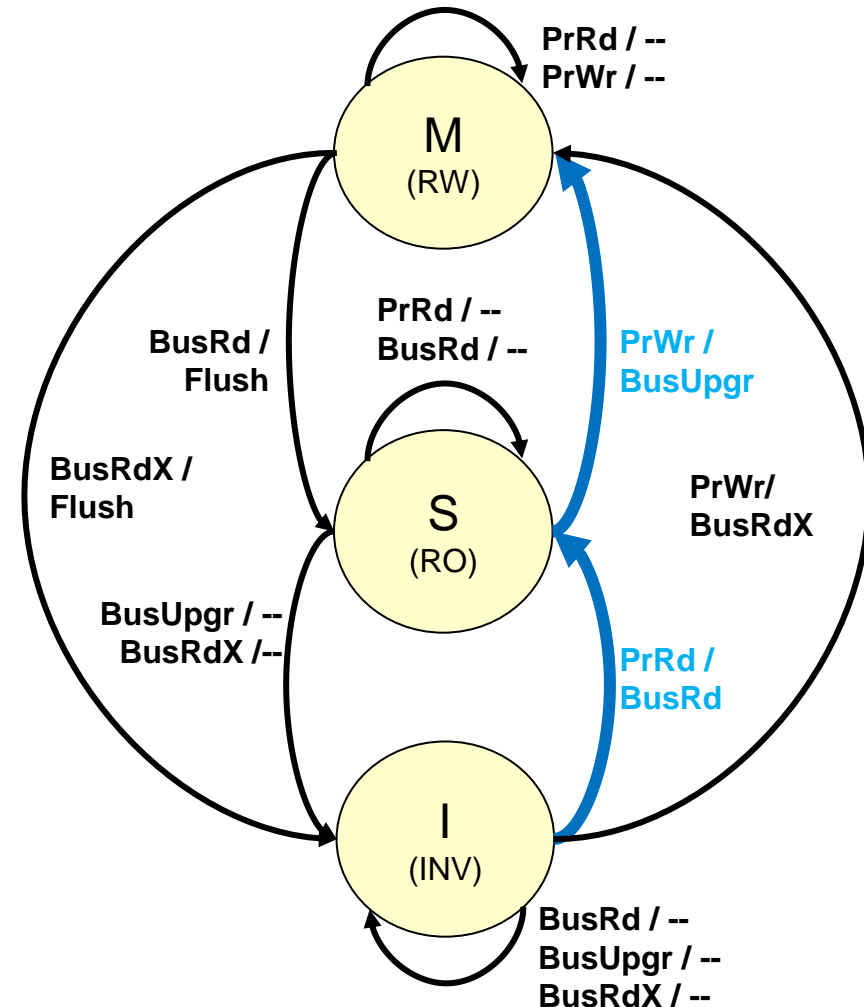 PrRd / --
PrWr / --
M
(RW)
PrRd / --
BusRd / --
BusRd /
Flush
PrWr /
BusUpgr
BusRdX /
Flush
PrWr/
BusRdX
S
(RO)
BusUpgr / --
BusRdX /--
PrRd /
BusRd
I
(INV)
BusRd / --
BusUpgr / --
BusRdX / --